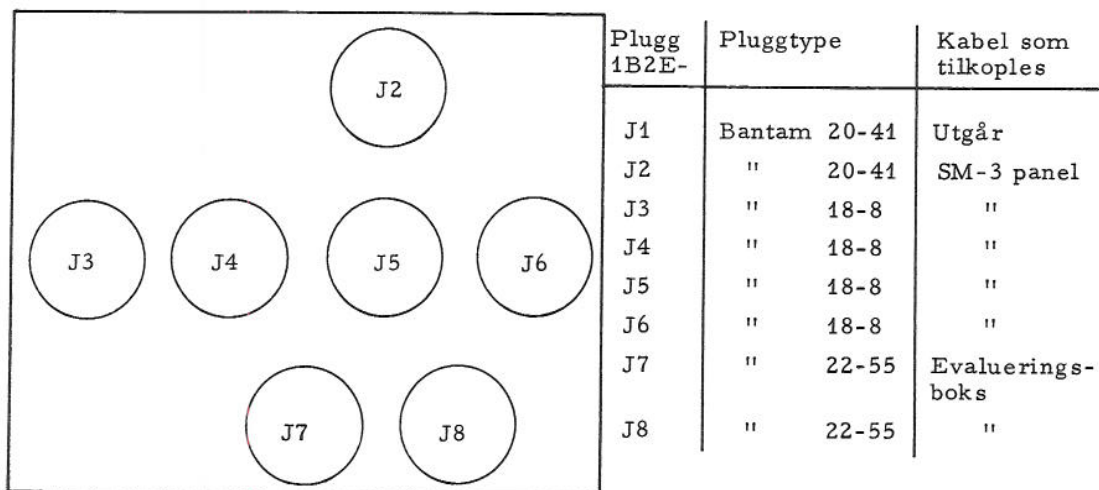 J2
J3 J4 J5 J6
J7 J8
Plugg Pluggtype Kabel som
1B2E- tilkoples
J1 Bantam 20-41 Utgår
J2 " 20-41 SM-3 panel
J3 " 18-8 "
J4 " 18-8 "
J5 " 18-8 "
J6 " 18-8 "
J7 " 22-55 Evaluerings-
boks
J8 " 22-55 "